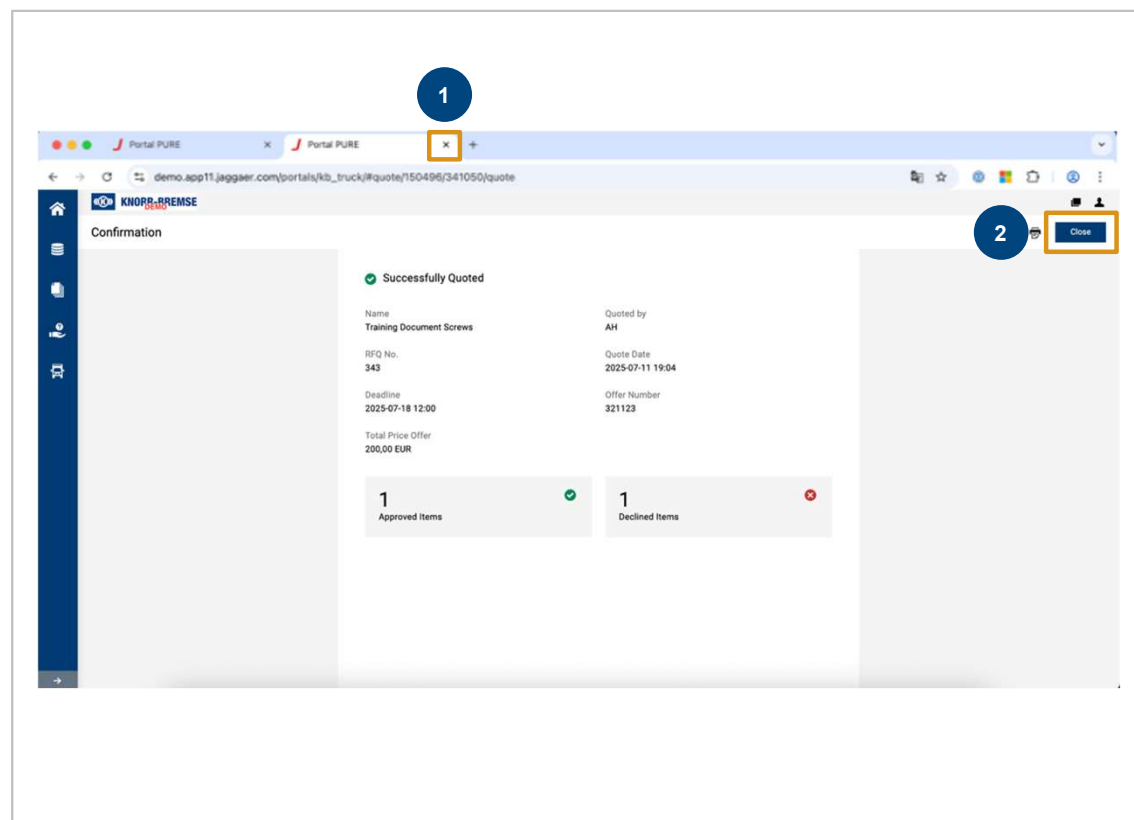 1
Portal PURE
Portal PURE
demo.app11.jaggaer.com/portals/kb_truck/#quote/150496/341050/quote
KNORR-BREMSE
DEMO
Confirmation
2
Close
Successfully Quoted
Name
Training Document Screws
Quoted by
AH
RFQ No.
343
Quote Date
2025-07-11 19:04
Deadline
2025-07-18 12:00
Offer Number
321123
Total Price Offer
200,00 EUR
1
Approved Items
1
Declined Items